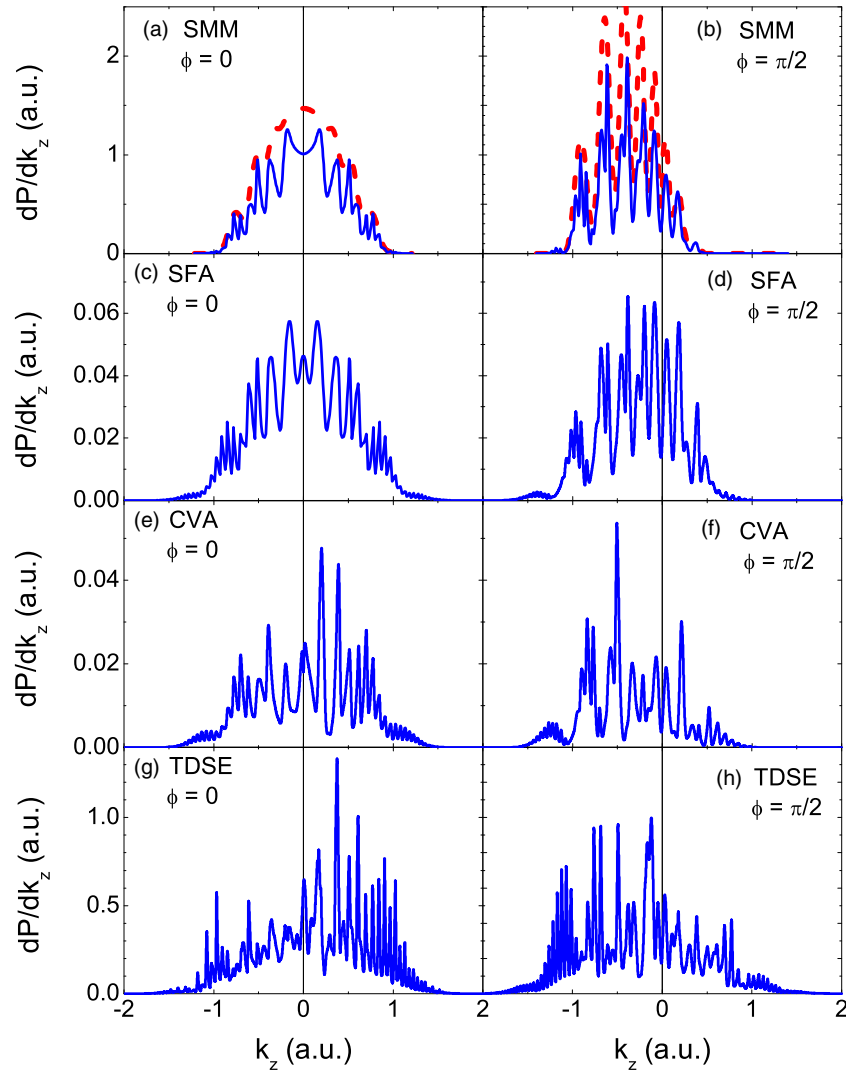 (a) SMM
ϕ = 0
(b) SMM
ϕ = π/2
dP/dk_z (a.u.)
2
1
0
(c) SFA
ϕ = 0
(d) SFA
ϕ = π/2
dP/dk_z (a.u.)
0.06
0.04
0.02
0.00
(e) CVA
ϕ = 0
(f) CVA
ϕ = π/2
dP/dk_z (a.u.)
0.04
0.02
0.00
(g) TDSE
ϕ = 0
(h) TDSE
ϕ = π/2
dP/dk_z (a.u.)
1.0
0.5
0.0
-2 -1 0 1 2 -1 0 1 2
k_z (a.u.) k_z (a.u.)